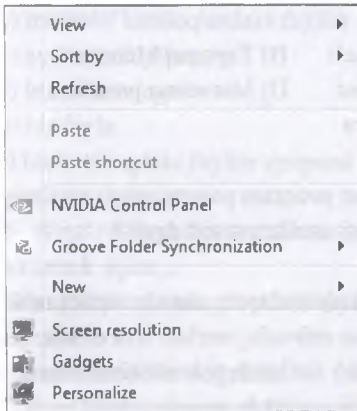 View
Sort by
Refresh
Paste
Paste shortcut
NVIDIA Control Panel
Groove Folder Synchronization
New
Screen resolution
Gadgets
Personalize